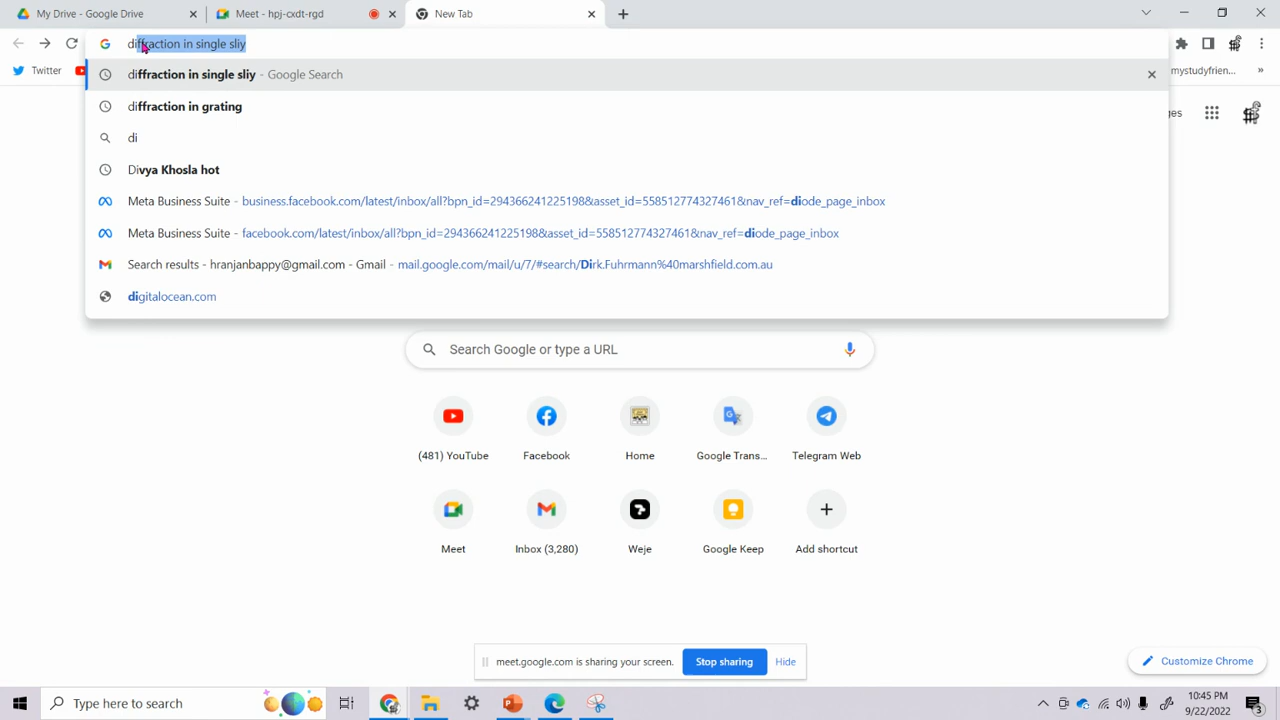 My Drive - Google Drive
Meet - hpj-cxdt-rgd
New Tab
diffraction in single sliy
Twitter
diffraction in single sliy - Google Search
mystudyfrien...
diffraction in grating
ges
di
Divya Khosla hot
Meta Business Suite - business.facebook.com/latest/inbox/all?bpn_id=294366241225198&asset_id=558512774327461&nav_ref=diode_page_inbox
Meta Business Suite - facebook.com/latest/inbox/all?bpn_id=294366241225198&asset_id=558512774327461&nav_ref=diode_page_inbox
Search results - hranjanbappy@gmail.com - Gmail - mail.google.com/mail/u/7/#search/Dirk.Fuhrmann%40marshfield.com.au
digitalocean.com
Search Google or type a URL
(481) YouTube
Facebook
Home
Google Trans...
Telegram Web
Meet
Inbox (3,280)
Weje
Google Keep
Add shortcut
meet.google.com is sharing your screen.
Stop sharing
Hide
Customize Chrome
Type here to search
10:45 PM
9/22/2022
3